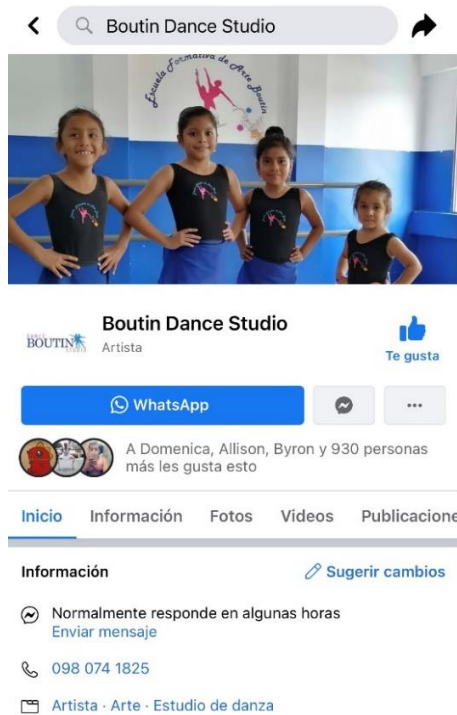 Boutin Dance Studio
Escuela Formativa de Arte Boutin
DANCE
BOUTIN
STUDIO
Boutin Dance Studio
Artista
Te gusta
WhatsApp
A Domenica, Allison, Byron y 930 personas
más les gusta esto
Inicio Información Fotos Videos Publicacione
Información
Sugerir cambios
Normalmente responde en algunas horas
Enviar mensaje
098 074 1825
Artista · Arte · Estudio de danza